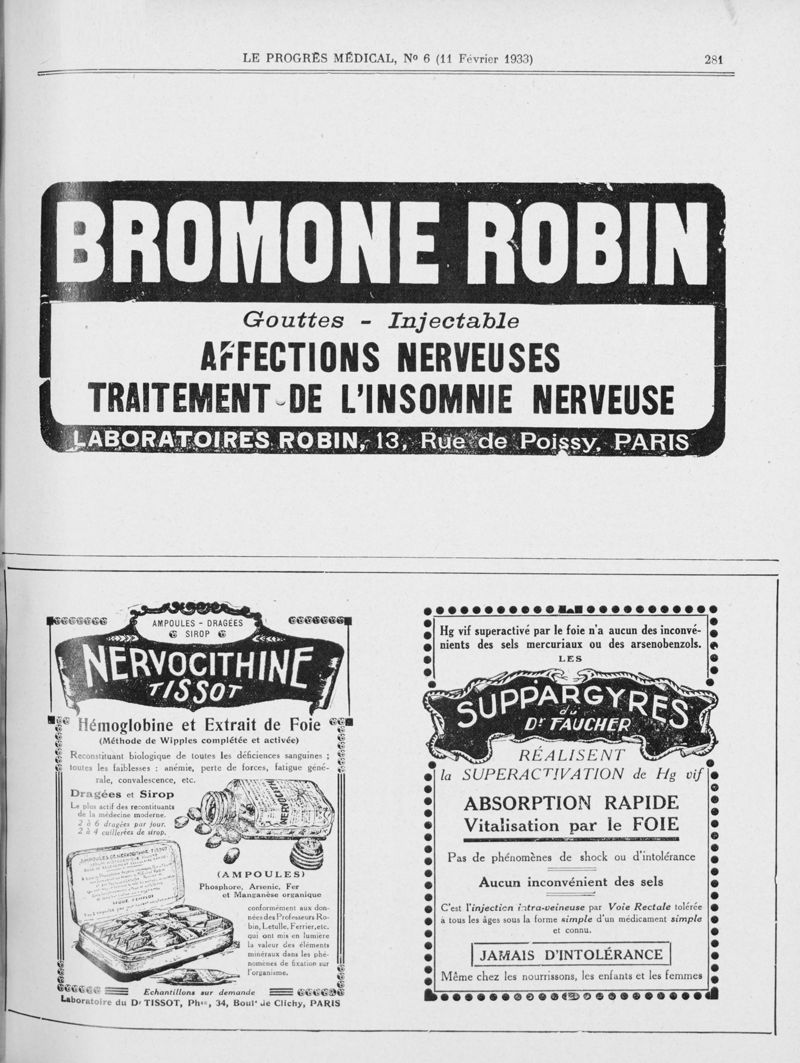 LE PROGRÈS MÉDICAL, Nº 6 (11 Février 1933)
281
BROMONE ROBIN
Gouttes - Injectable
AFFECTIONS NERVEUSES
TRAITEMENT DE L'INSOMNIE NERVEUSE
LABORATOIRES ROBIN, 13, Rue de Poissy, PARIS
AMPOULES - DRAGÉES
SIROP
NERVOCITHINE
TISSOT
Hémoglobine et Extrait de Foie
(Méthode de Wipples complétée et activée)
Reconstituant biologique de toutes les déficiences sanguines ;
toutes les faiblesses : anémie, perte de forces, fatigue géné-
rale, convalescence, etc.
Dragées et Sirop
Le plus actif des reconstituants
de la médecine moderne.
2 à 6 dragées par jour.
2 à 4 cuillerées de sirop.
NERVOCI
AMPOULES DE NERVOCITHINE TISSOT
(AMPOULES)
Phosphore, Arsenic, Fer
et Manganèse organique
conformément aux don-
nées des Professeurs Ro-
bin, Letulle, Ferrier, etc.
qui ont mis en lumière
la valeur des éléments
minéraux dans les phé-
nomènes de fixation sur
l'organisme.
Echantillons sur demande
Laboratoire du Dr TISSOT, Phien, 34, Bould de Clichy, PARIS
Hg vif superactivé par le foie n'a aucun des inconvé-
nients des sels mercuriaux ou des arsenobenzols.
LES
SUPPARGYRES
du
Dr FAUCHER
RÉALISENT
la SUPERACTIVATION de Hg vif
ABSORPTION RAPIDE
Vitalisation par le FOIE
Pas de phénomènes de shock ou d'intolérance
Aucun inconvénient des sels
C'est l'injection intra-veineuse par Voie Rectale tolérée
à tous les âges sous la forme simple d'un médicament simple
et connu.
JAMAIS D'INTOLÉRANCE
Même chez les nourrissons, les enfants et les femmes